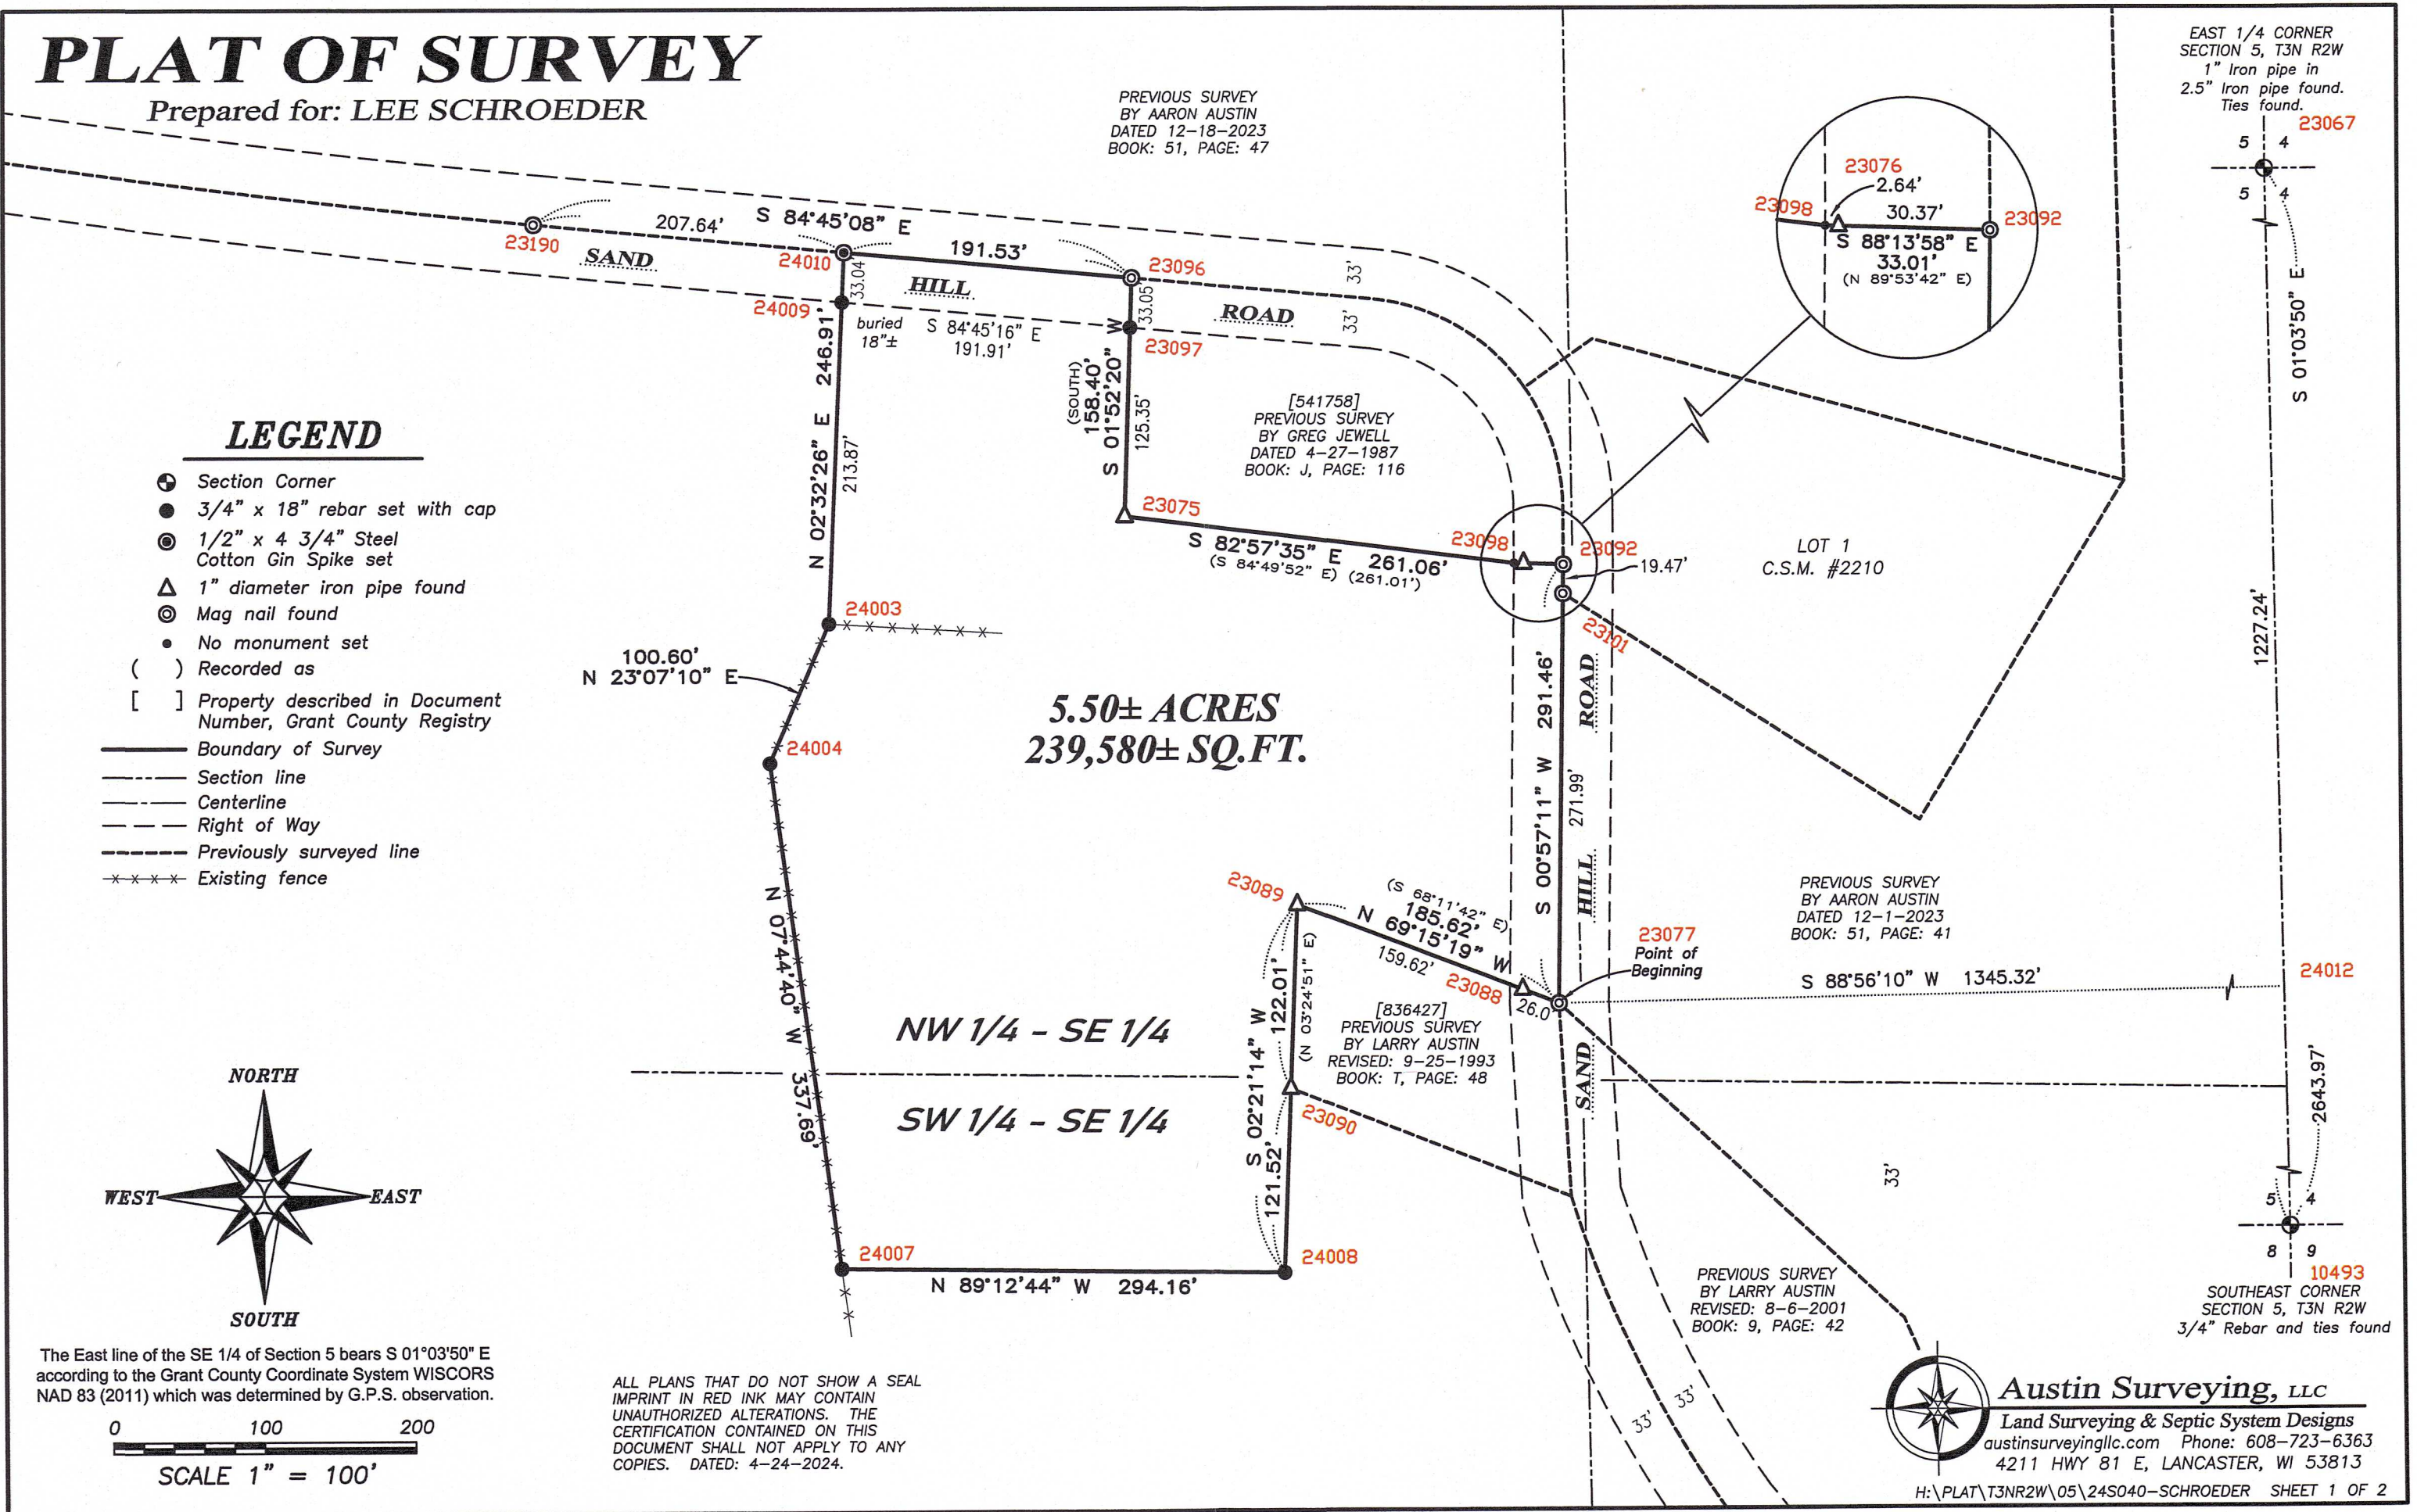 PLAT OF SURVEY
Prepared for: LEE SCHROEDER
PREVIOUS SURVEY
BY AARON AUSTIN
DATED 12-18-2023
BOOK: 51, PAGE: 47
EAST 1/4 CORNER
SECTION 5, T3N R2W
1" Iron pipe in
2.5" Iron pipe found.
Ties found.
23067
5 4
5 4
23076
2.64'
23098
30.37'
23092
S 88°13'58" E
33.01'
(N 89°53'42" E)
S 01°03'50" E
1227.24'
207.64'
S 84°45'08" E
191.53'
23190
24010
23096
SAND
HILL
ROAD
33.04
33.05'
33'
33'
24009
buried
18"±
S 84°45'16" E
191.91'
23097
N 02°32'26" E 246.91'
213.87'
(SOUTH)
158.40'
S 01°52'20" W
125.35'
[541758]
PREVIOUS SURVEY
BY GREG JEWELL
DATED 4-27-1987
BOOK: J, PAGE: 116
23075
S 82°57'35" E 261.06'
(S 84°49'52" E) (261.01')
23098
23092
19.47'
23101
LOT 1
C.S.M. #2210
LEGEND
Section Corner
3/4" x 18" rebar set with cap
1/2" x 4 3/4" Steel
Cotton Gin Spike set
1" diameter iron pipe found
Mag nail found
No monument set
( ) Recorded as
[ ] Property described in Document
Number, Grant County Registry
Boundary of Survey
Section line
Centerline
Right of Way
Previously surveyed line
Existing fence
24003
100.60'
N 23°07'10" E
24004
5.50± ACRES
239,580± SQ.FT.
S 00°57'11" W 291.46'
271.99'
ROAD
HILL
SAND
23089
(S 68°11'42" E)
185.62'
N 69°15'19" W
159.62'
23088
26.0'
23077
Point of
Beginning
PREVIOUS SURVEY
BY AARON AUSTIN
DATED 12-1-2023
BOOK: 51, PAGE: 41
S 88°56'10" W 1345.32'
24012
N 07°44'40" W 337.69'
NW 1/4 - SE 1/4
SW 1/4 - SE 1/4
S 02°21'14" W
122.01'
(N 03°24'51" E)
121.52'
[836427]
PREVIOUS SURVEY
BY LARRY AUSTIN
REVISED: 9-25-1993
BOOK: T, PAGE: 48
23090
2643.97'
33'
24007
24008
N 89°12'44" W 294.16'
PREVIOUS SURVEY
BY LARRY AUSTIN
REVISED: 8-6-2001
BOOK: 9, PAGE: 42
33'
33'
5 4
8 9
10493
SOUTHEAST CORNER
SECTION 5, T3N R2W
3/4" Rebar and ties found
NORTH
WEST
EAST
SOUTH
The East line of the SE 1/4 of Section 5 bears S 01°03'50" E
according to the Grant County Coordinate System WISCORS
NAD 83 (2011) which was determined by G.P.S. observation.
0 100 200
SCALE 1" = 100'
ALL PLANS THAT DO NOT SHOW A SEAL
IMPRINT IN RED INK MAY CONTAIN
UNAUTHORIZED ALTERATIONS. THE
CERTIFICATION CONTAINED ON THIS
DOCUMENT SHALL NOT APPLY TO ANY
COPIES. DATED: 4-24-2024.
Austin Surveying, LLC
Land Surveying & Septic System Designs
austinsurveyingllc.com Phone: 608-723-6363
4211 HWY 81 E, LANCASTER, WI 53813
H:\PLAT\T3NR2W\05\24S040-SCHROEDER SHEET 1 OF 2